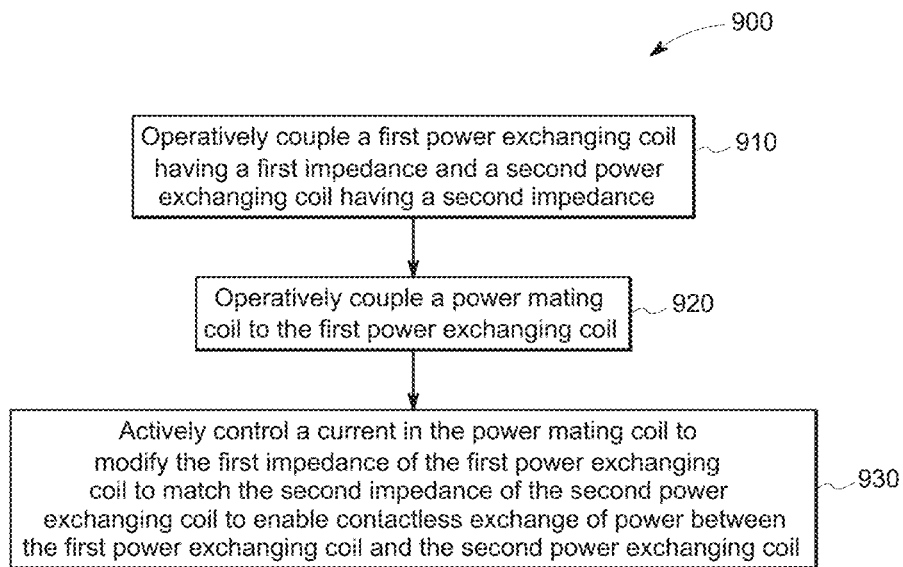 900
Operatively couple a first power exchanging coil
having a first impedance and a second power
exchanging coil having a second impedance
910
Operatively couple a power mating
coil to the first power exchanging coil
920
Actively control a current in the power mating coil to
modify the first impedance of the first power exchanging
coil to match the second impedance of the second power
exchanging coil to enable contactless exchange of power between
the first power exchanging coil and the second power exchanging coil
930